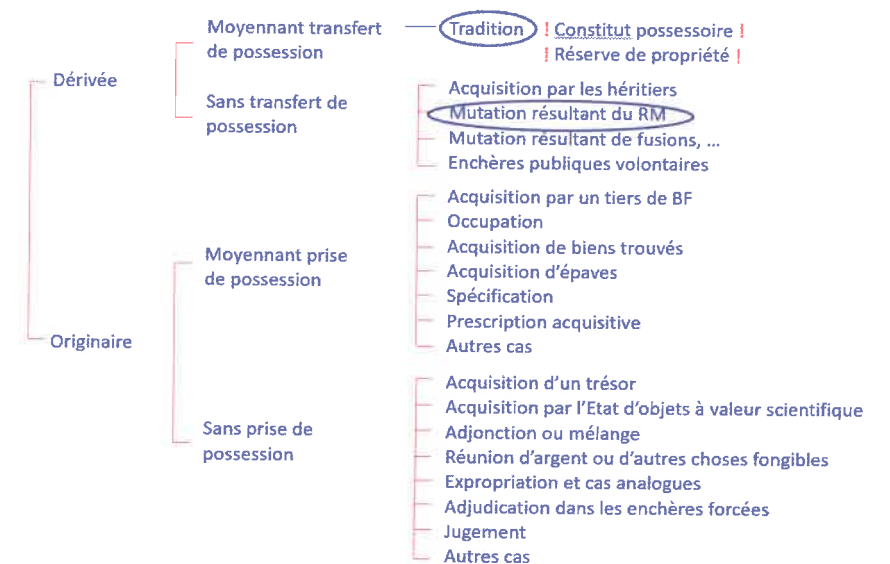 Dérivée
Moyennant transfert
de possession
Tradition
! Constitut possessoire !
! Réserve de propriété !
Sans transfert de
possession
Acquisition par les héritiers
Mutation résultant du RM
Mutation résultant de fusions, ...
Enchères publiques volontaires
Originaire
Moyennant prise
de possession
Acquisition par un tiers de BF
Occupation
Acquisition de biens trouvés
Acquisition d'épaves
Spécification
Prescription acquisitive
Autres cas
Sans prise de
possession
Acquisition d'un trésor
Acquisition par l'Etat d'objets à valeur scientifique
Adjonction ou mélange
Réunion d'argent ou d'autres choses fongibles
Expropriation et cas analogues
Adjudication dans les enchères forcées
Jugement
Autres cas